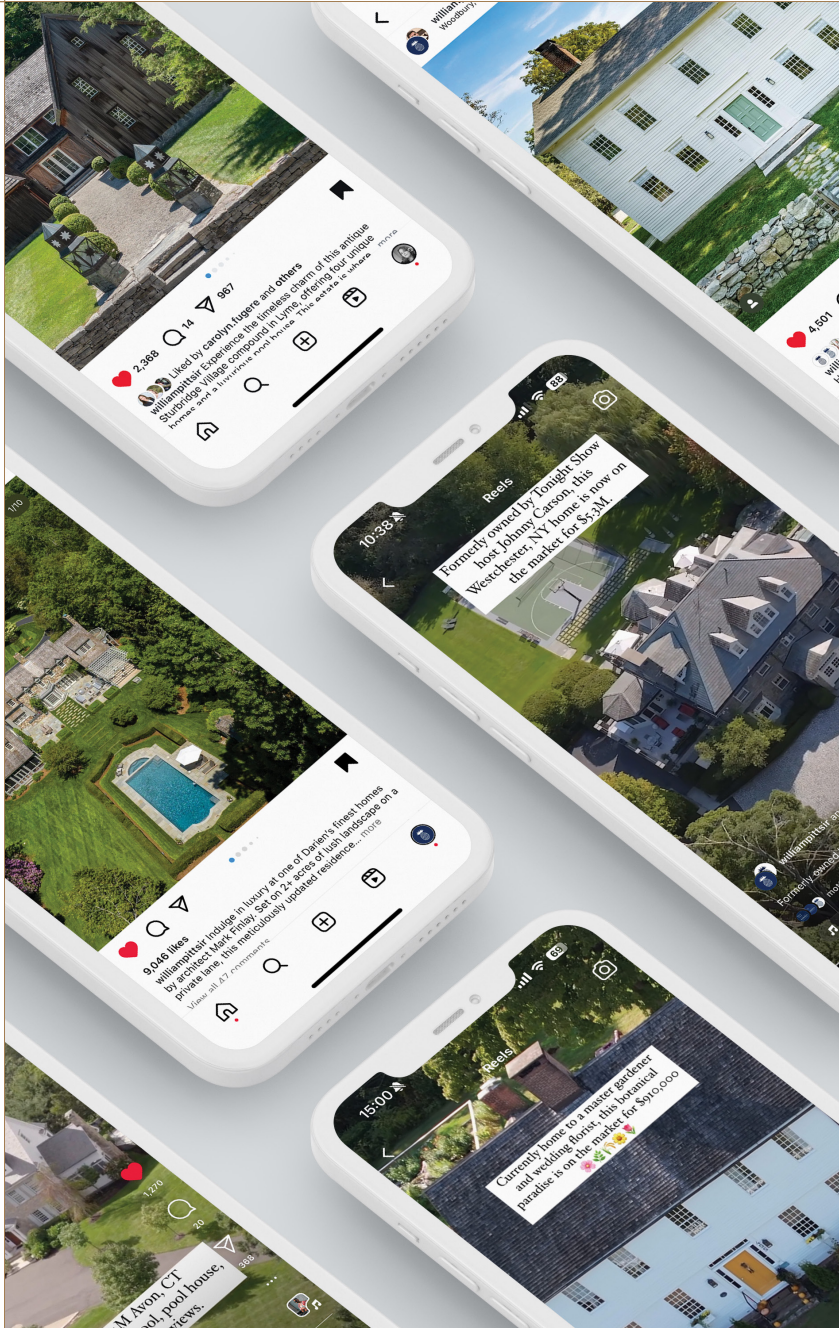 2,368 14 967
Liked by carolyn.fugere and others
williampittsir Experience the timeless charm of this antique
Sturbridge Village compound in Lyme, offering four unique
homes and a luxurious pool house. This estate is where more
Woodbury,
4,501
10:38
88
Reels
Formerly owned by Tonight Show
host Johnny Carson, this
Westchester, NY home is now on
the market for $5.3M.
williampittsir
Formerly owned
1/10
9,046 likes
williampittsir Indulge in luxury at one of Darien's finest homes
by architect Mark Finlay. Set on 2+ acres of lush landscape on a
private lane, this meticulously updated residence... more
View all 47 comments
15:00
69
Reels
Currently home to a master gardener
and wedding florist, this botanical
paradise is on the market for $910,000
🌸🌿🌾🌻🌷
1,270
20
368
M Avon, CT
pool house,